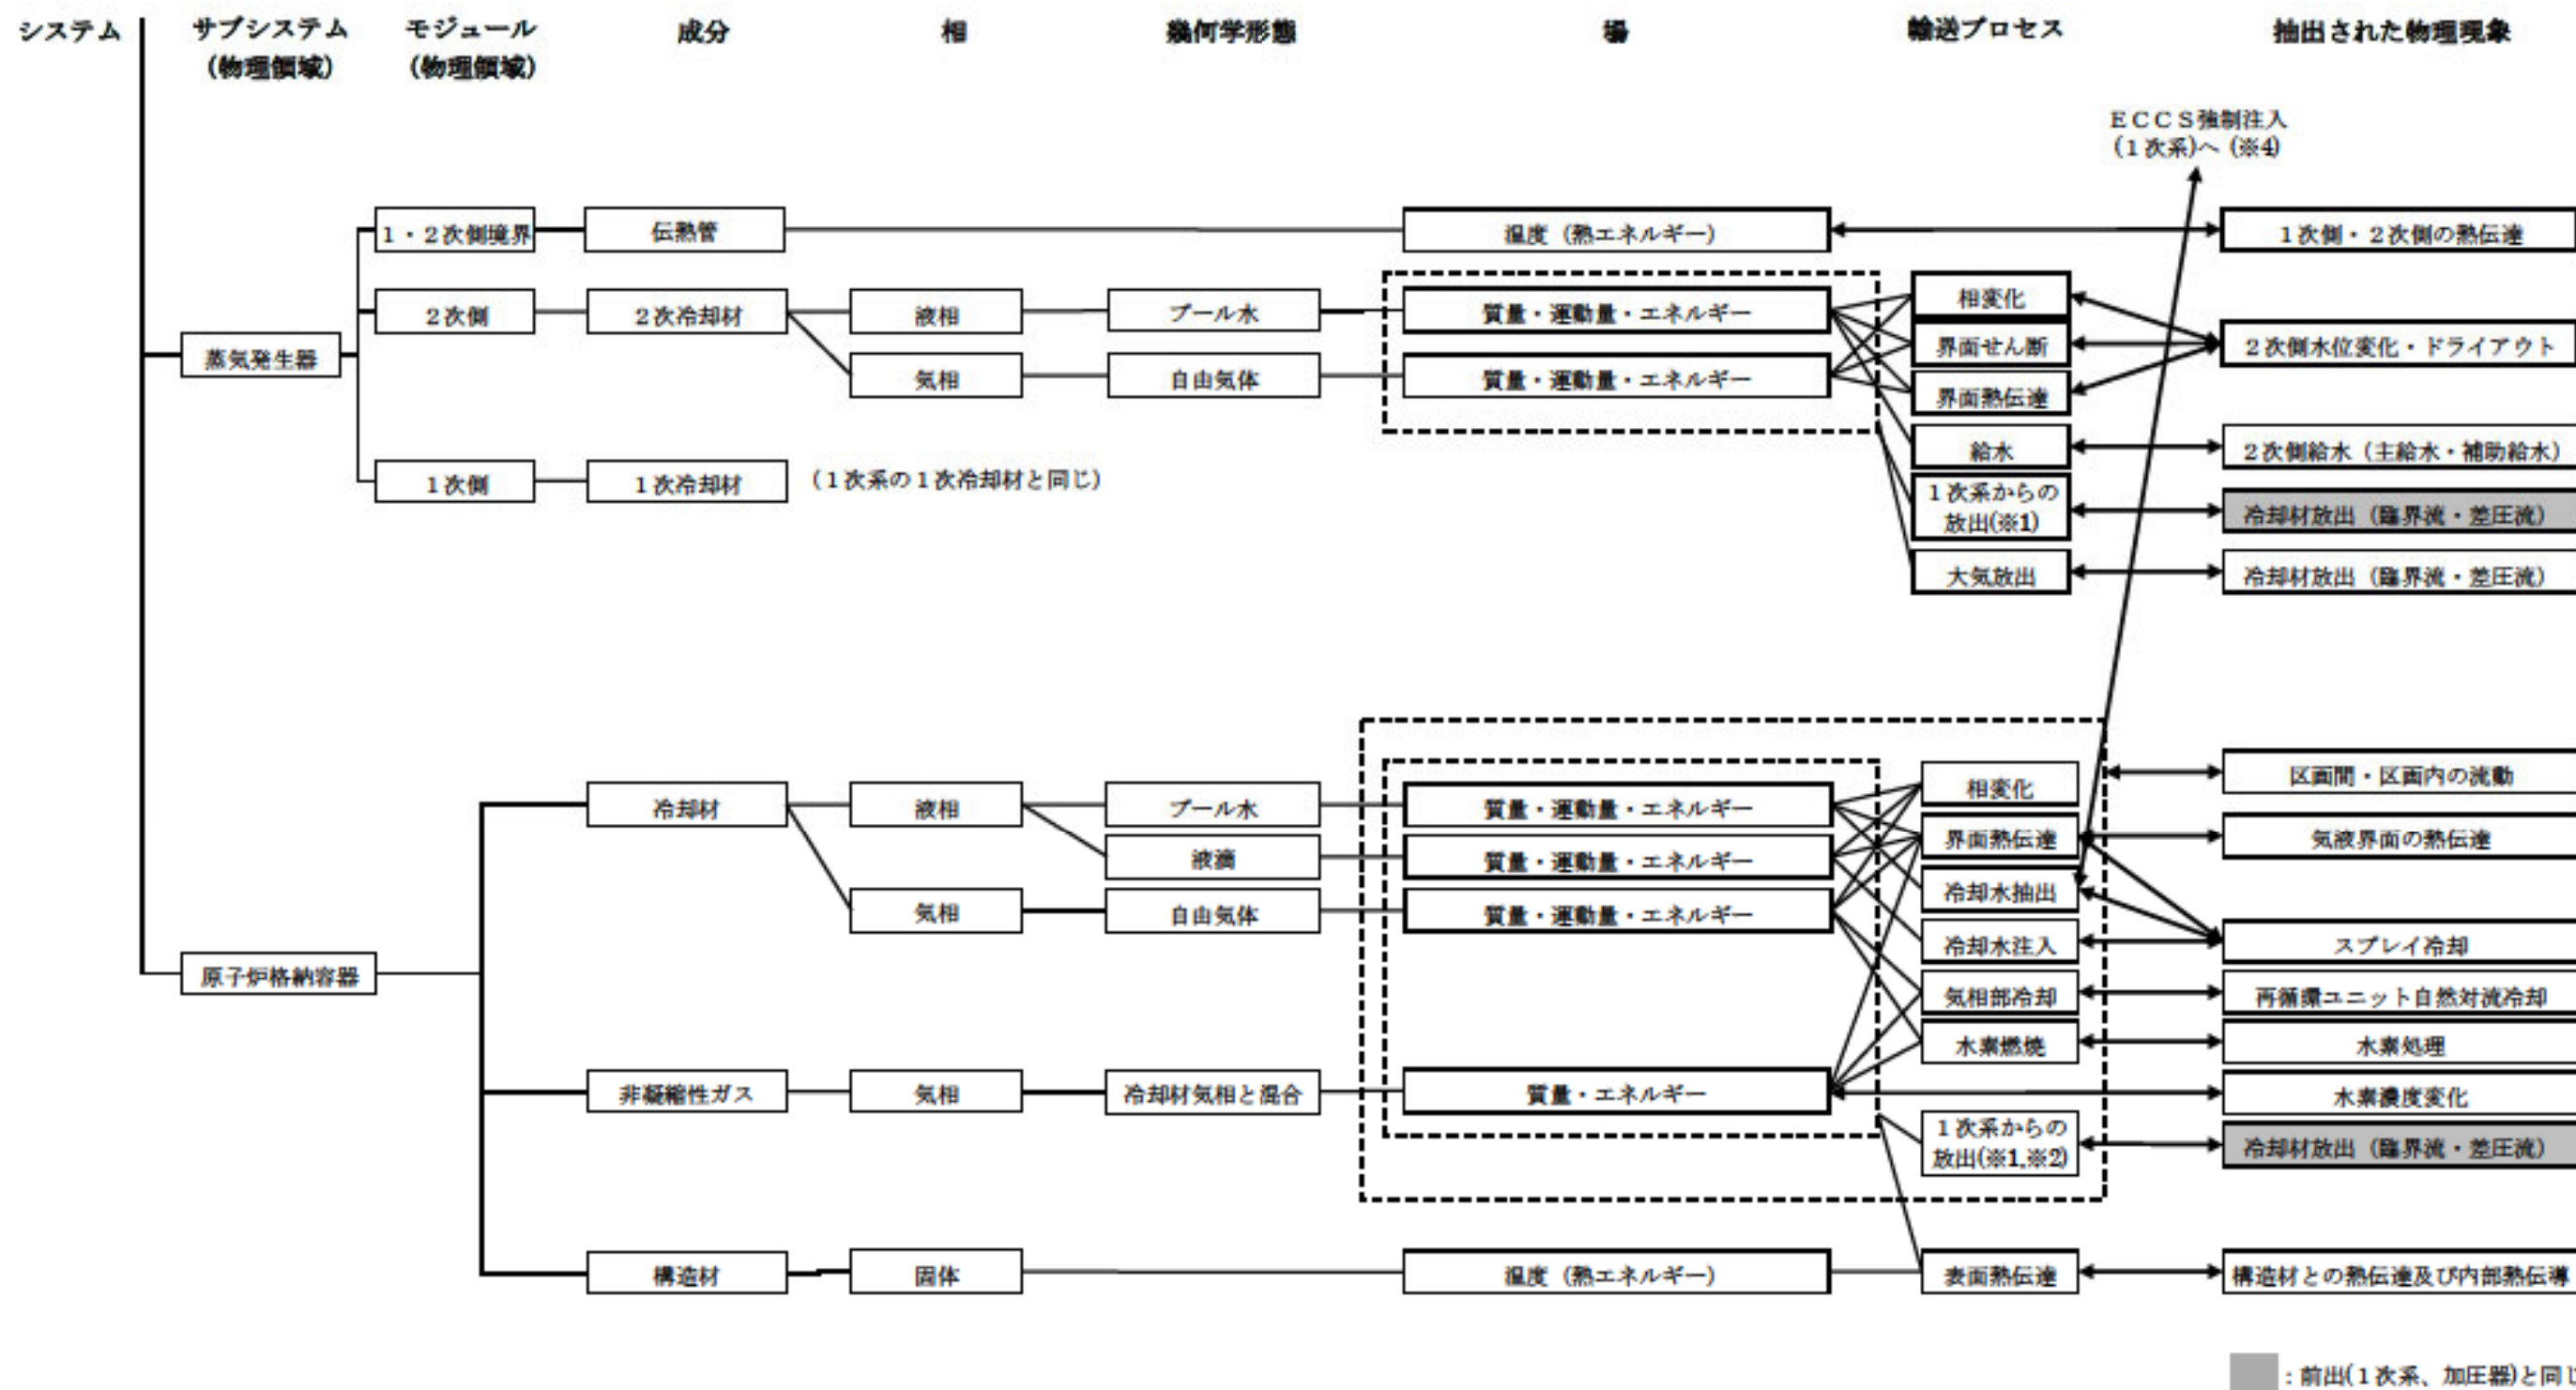 システム
サブシステム
(物理領域)
モジュール
(物理領域)
成分
相
幾何学形態
場
輸送プロセス
抽出された物理現象
ＥＣＣＳ強制注入
(１次系)へ (※4)
１・２次側境界
伝熱管
温度（熱エネルギー）
１次側・２次側の熱伝達
２次側
２次冷却材
液相
プール水
質量・運動量・エネルギー
相変化
蒸気発生器
界面せん断
２次側水位変化・ドライアウト
気相
自由気体
質量・運動量・エネルギー
界面熱伝達
給水
２次側給水（主給水・補助給水）
１次側
１次冷却材
（１次系の１次冷却材と同じ）
１次系からの
放出(※1)
冷却材放出（臨界流・差圧流）
大気放出
冷却材放出（臨界流・差圧流）
相変化
区画間・区画内の流動
冷却材
液相
プール水
質量・運動量・エネルギー
界面熱伝達
気液界面の熱伝達
液滴
質量・運動量・エネルギー
冷却水抽出
気相
自由気体
質量・運動量・エネルギー
冷却水注入
スプレイ冷却
原子炉格納容器
気相部冷却
再循環ユニット自然対流冷却
水素燃焼
水素処理
非凝縮性ガス
気相
冷却材気相と混合
質量・エネルギー
水素濃度変化
１次系からの
放出(※1,※2)
冷却材放出（臨界流・差圧流）
構造材
固体
温度（熱エネルギー）
表面熱伝達
構造材との熱伝達及び内部熱伝導
：前出(１次系、加圧器)と同じ